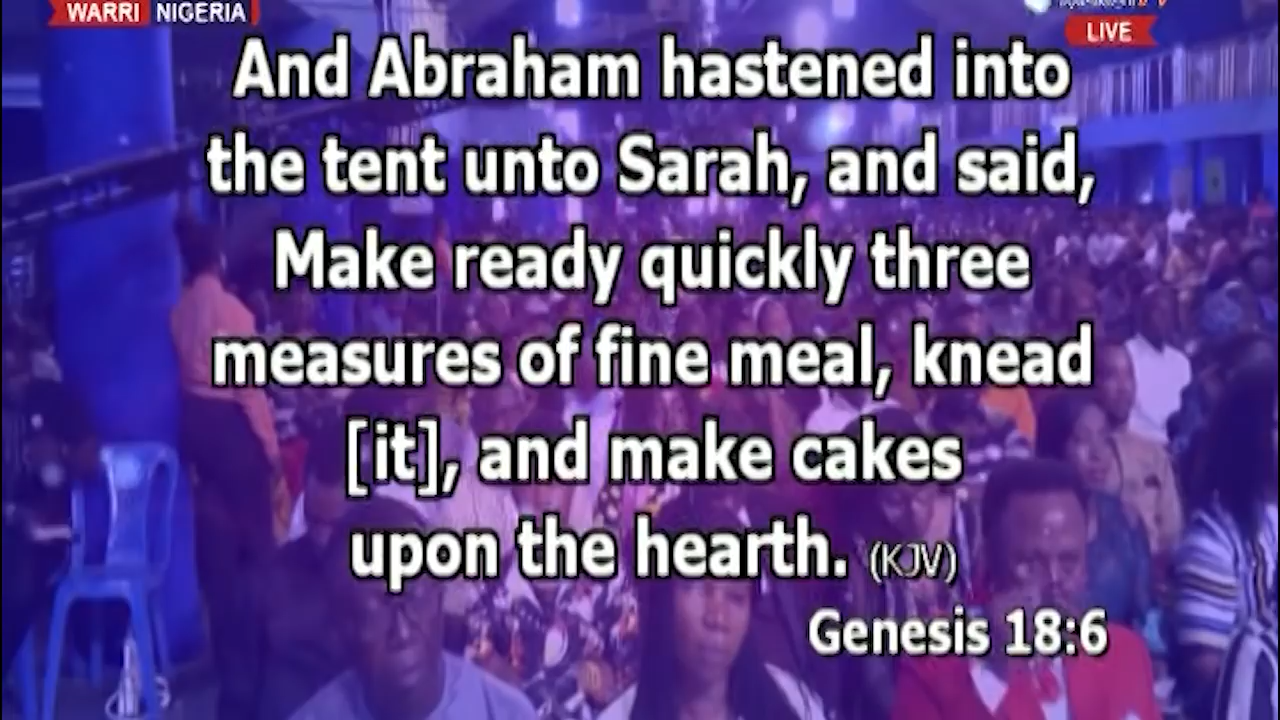 WARRI NIGERIA
LIVE
And Abraham hastened into
the tent unto Sarah, and said,
Make ready quickly three
measures of fine meal, knead
[it], and make cakes
upon the hearth. (KJV)
Genesis 18:6